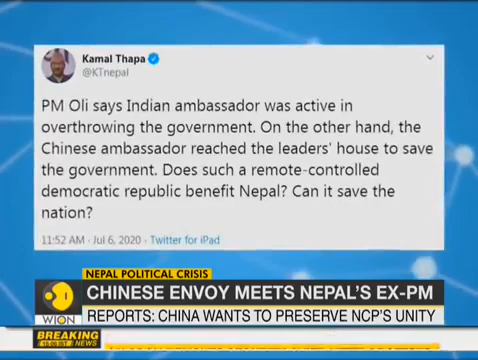 Kamal Thapa
@KTnepal
PM Oli says Indian ambassador was active in
overthrowing the government. On the other hand, the
Chinese ambassador reached the leaders' house to save
the government. Does such a remote-controlled
democratic republic benefit Nepal? Can it save the
nation?
11:52 AM · Jul 6, 2020 · Twitter for iPad
NEPAL POLITICAL CRISIS
CHINESE ENVOY MEETS NEPAL'S EX-PM
WION
REPORTS: CHINA WANTS TO PRESERVE NCP'S UNITY
BREAKING
NEWS